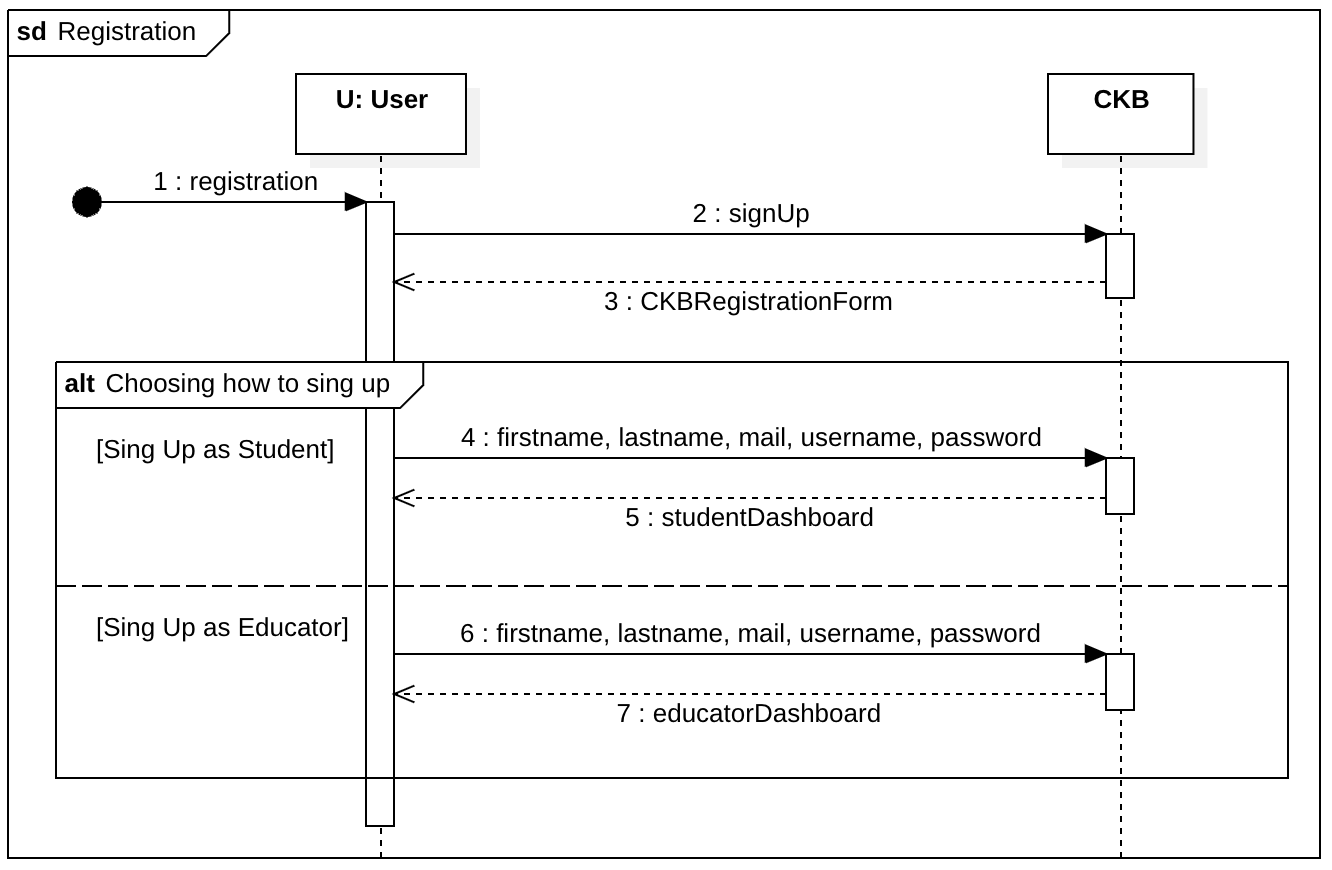 sd Registration
U: User
CKB
1 : registration
2 : signUp
3 : CKBRegistrationForm
alt Choosing how to sing up
[Sing Up as Student]
4 : firstname, lastname, mail, username, password
5 : studentDashboard
[Sing Up as Educator]
6 : firstname, lastname, mail, username, password
7 : educatorDashboard